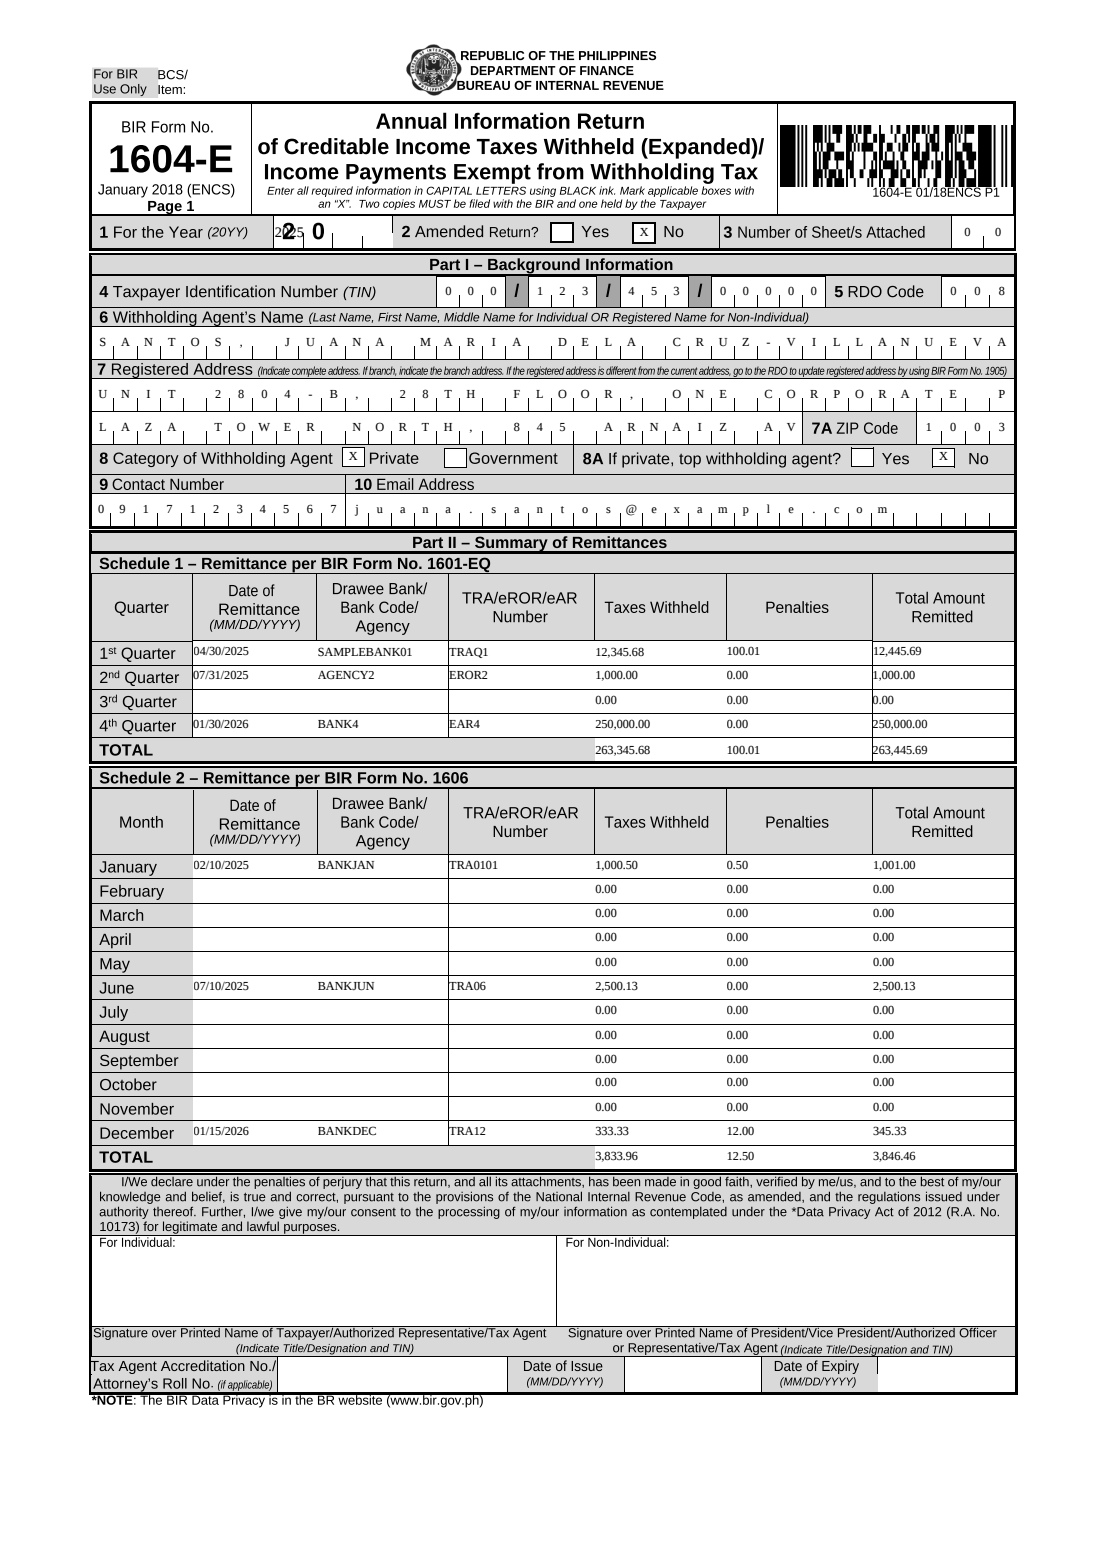 REPUBLIC OF THE PHILIPPINES
DEPARTMENT OF FINANCE
BUREAU OF INTERNAL REVENUE
For BIR BCS/
Use Only Item:
BIR Form No.
1604-E
January 2018 (ENCS)
Page 1
Annual Information Return
of Creditable Income Taxes Withheld (Expanded)/
Income Payments Exempt from Withholding Tax
Enter all required information in CAPITAL LETTERS using BLACK ink. Mark applicable boxes with
an "X". Two copies MUST be filed with the BIR and one held by the Taxpayer
1604-E 01/18ENCS P1
1 For the Year (20YY) 2 0 2025 2 Amended Return? Yes X No 3 Number of Sheet/s Attached 0 0
Part I – Background Information
4 Taxpayer Identification Number (TIN) 0 0 0 / 1 2 3 / 4 5 3 / 0 0 0 0 0 5 RDO Code 0 0 8
6 Withholding Agent's Name (Last Name, First Name, Middle Name for Individual OR Registered Name for Non-Individual)
SANTOS, JUANA MARIA DELA CRUZ-VILLANUEVA
7 Registered Address (Indicate complete address. If branch, indicate the branch address. If the registered address is different from the current address, go to the RDO to update registered address by using BIR Form No. 1905)
UNIT 2804-B, 28TH FLOOR, ONE CORPORATE P
LAZA TOWER NORTH, 845 ARNAIZ AV 7A ZIP Code 1 0 0 3
8 Category of Withholding Agent X Private Government 8A If private, top withholding agent? Yes X No
9 Contact Number 10 Email Address
09171234567 juana.santos@example.com
Part II – Summary of Remittances
Schedule 1 – Remittance per BIR Form No. 1601-EQ
Quarter Date of Remittance (MM/DD/YYYY) Drawee Bank/ Bank Code/ Agency TRA/eROR/eAR Number Taxes Withheld Penalties Total Amount Remitted
1st Quarter 04/30/2025 SAMPLEBANK01 TRAQ1 12,345.68 100.01 12,445.69
2nd Quarter 07/31/2025 AGENCY2 EROR2 1,000.00 0.00 1,000.00
3rd Quarter 0.00 0.00 0.00
4th Quarter 01/30/2026 BANK4 EAR4 250,000.00 0.00 250,000.00
TOTAL 263,345.68 100.01 263,445.69
Schedule 2 – Remittance per BIR Form No. 1606
Month Date of Remittance (MM/DD/YYYY) Drawee Bank/ Bank Code/ Agency TRA/eROR/eAR Number Taxes Withheld Penalties Total Amount Remitted
January 02/10/2025 BANKJAN TRA0101 1,000.50 0.50 1,001.00
February 0.00 0.00 0.00
March 0.00 0.00 0.00
April 0.00 0.00 0.00
May 0.00 0.00 0.00
June 07/10/2025 BANKJUN TRA06 2,500.13 0.00 2,500.13
July 0.00 0.00 0.00
August 0.00 0.00 0.00
September 0.00 0.00 0.00
October 0.00 0.00 0.00
November 0.00 0.00 0.00
December 01/15/2026 BANKDEC TRA12 333.33 12.00 345.33
TOTAL 3,833.96 12.50 3,846.46
I/We declare under the penalties of perjury that this return, and all its attachments, has been made in good faith, verified by me/us, and to the best of my/our
knowledge and belief, is true and correct, pursuant to the provisions of the National Internal Revenue Code, as amended, and the regulations issued under
authority thereof. Further, I/we give my/our consent to the processing of my/our information as contemplated under the *Data Privacy Act of 2012 (R.A. No.
10173) for legitimate and lawful purposes.
For Individual: For Non-Individual:
Signature over Printed Name of Taxpayer/Authorized Representative/Tax Agent Signature over Printed Name of President/Vice President/Authorized Officer
(Indicate Title/Designation and TIN) or Representative/Tax Agent (Indicate Title/Designation and TIN)
Tax Agent Accreditation No./ Date of Issue Date of Expiry
Attorney's Roll No. (if applicable) (MM/DD/YYYY) (MM/DD/YYYY)
*NOTE: The BIR Data Privacy is in the BR website (www.bir.gov.ph)